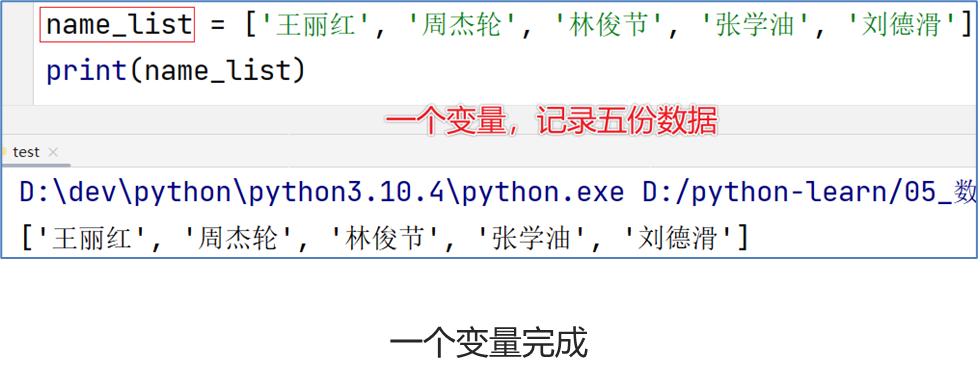 name_list = ['王丽红', '周杰轮', '林俊节', '张学油', '刘德滑']
print(name_list)
一个变量，记录五份数据
test
D:\dev\python\python3.10.4\python.exe D:/python-learn/05_数
['王丽红', '周杰轮', '林俊节', '张学油', '刘德滑']
一个变量完成